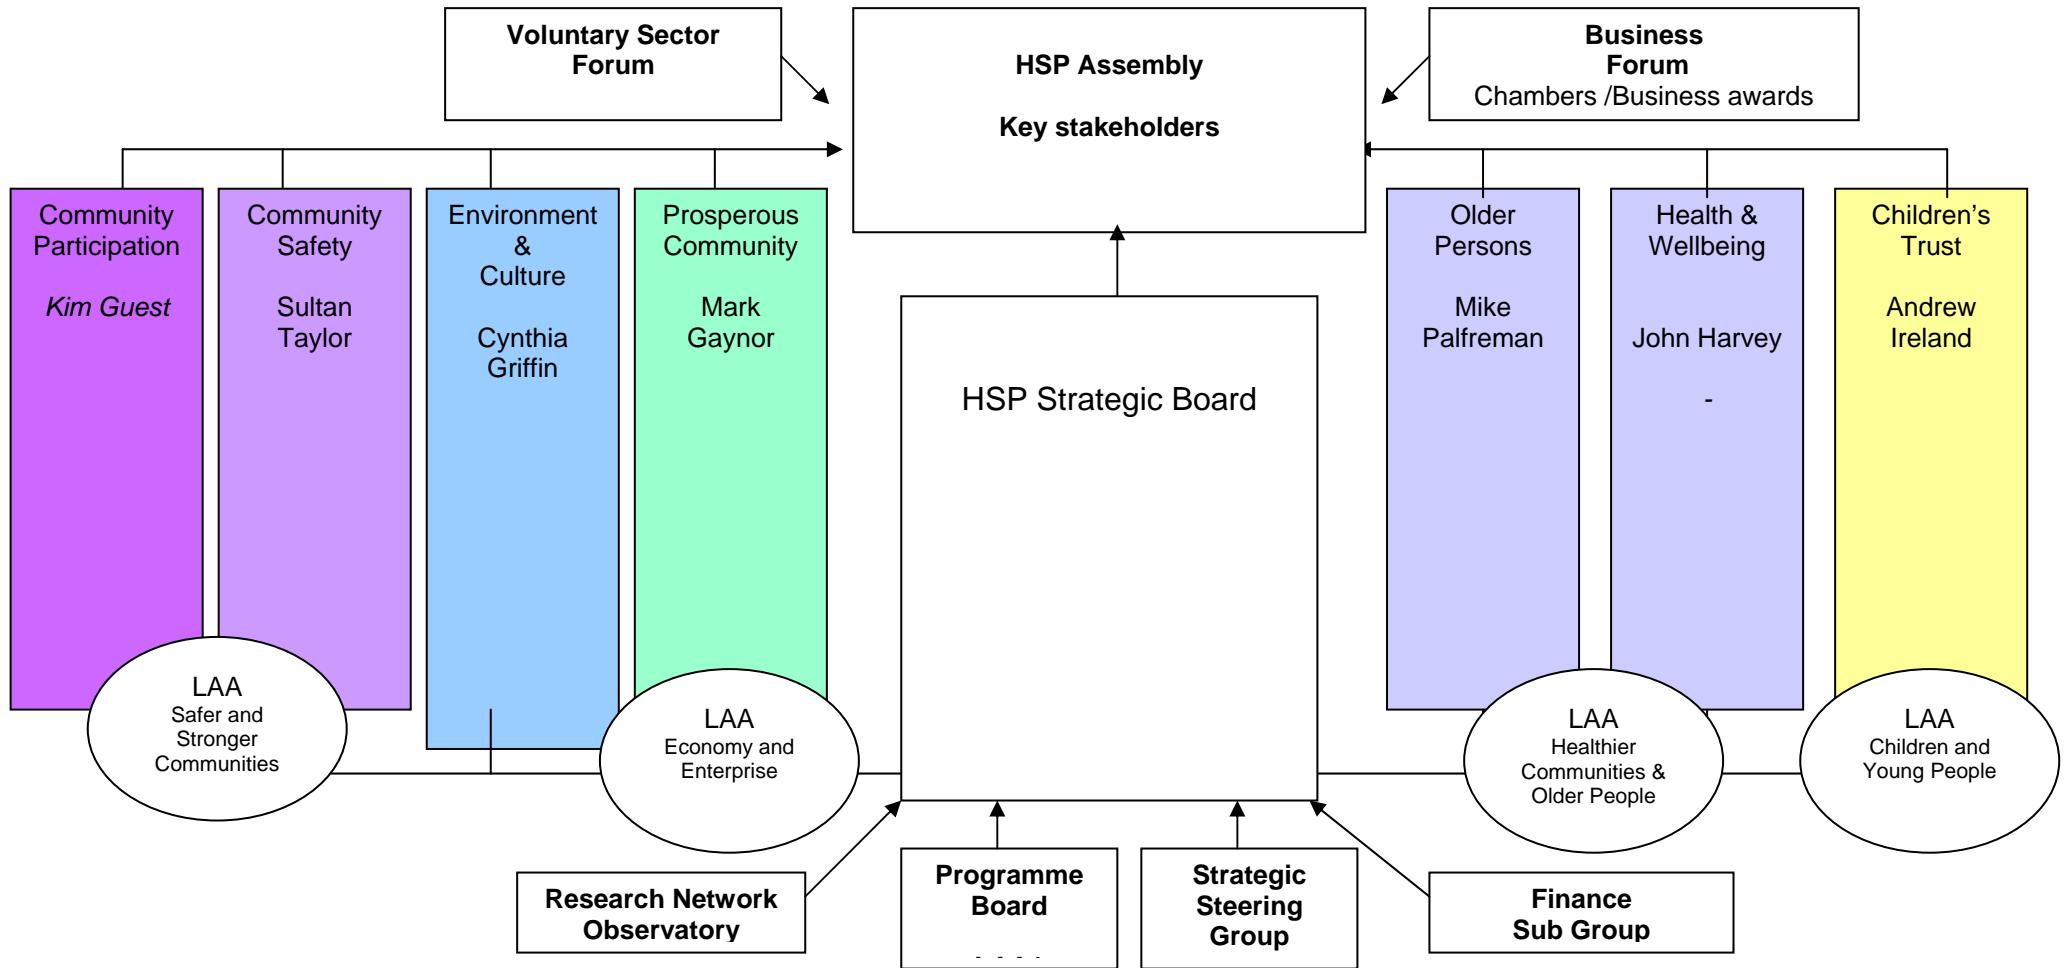 Voluntary Sector
Forum
HSP Assembly
Key stakeholders
Business
Forum
Chambers /Business awards
Community
Participation
Kim Guest
Community
Safety
Sultan
Taylor
Environment
&
Culture
Cynthia
Griffin
Prosperous
Community
Mark
Gaynor
HSP Strategic Board
Older
Persons
Mike
Palfreman
Health &
Wellbeing
John Harvey
-
Children’s
Trust
Andrew
Ireland
LAA
Safer and
Stronger
Communities
LAA
Economy and
Enterprise
LAA
Healthier
Communities &
Older People
LAA
Children and
Young People
Research Network
Observatory
Programme
Board
Strategic
Steering
Group
Finance
Sub Group